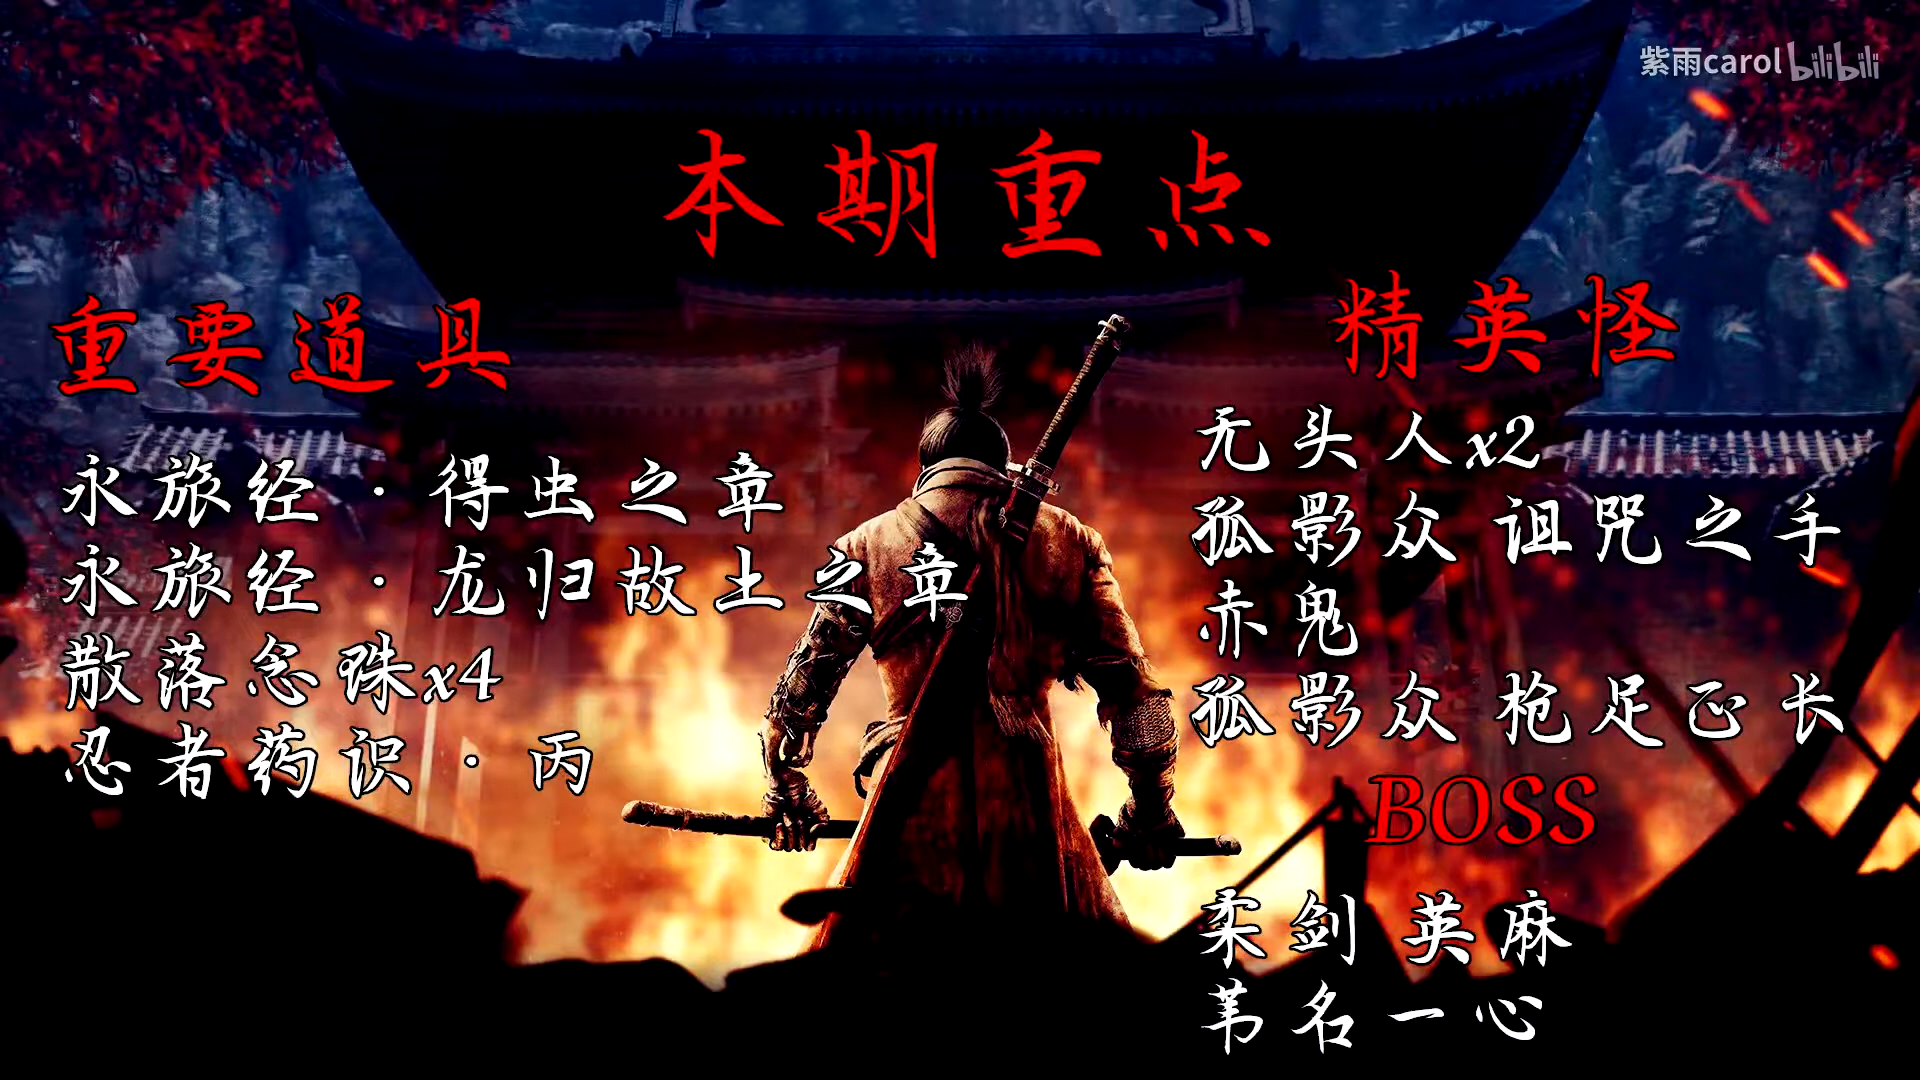 紫雨carol bilibili
本期重点
重要道具
永旅经·得虫之章
永旅经·龙归故土之章
散落念珠x4
忍者药识·丙
精英怪
无头人x2
孤影众 诅咒之手
赤鬼
孤影众 枪足正长
BOSS
柔剑 英麻
苇名一心